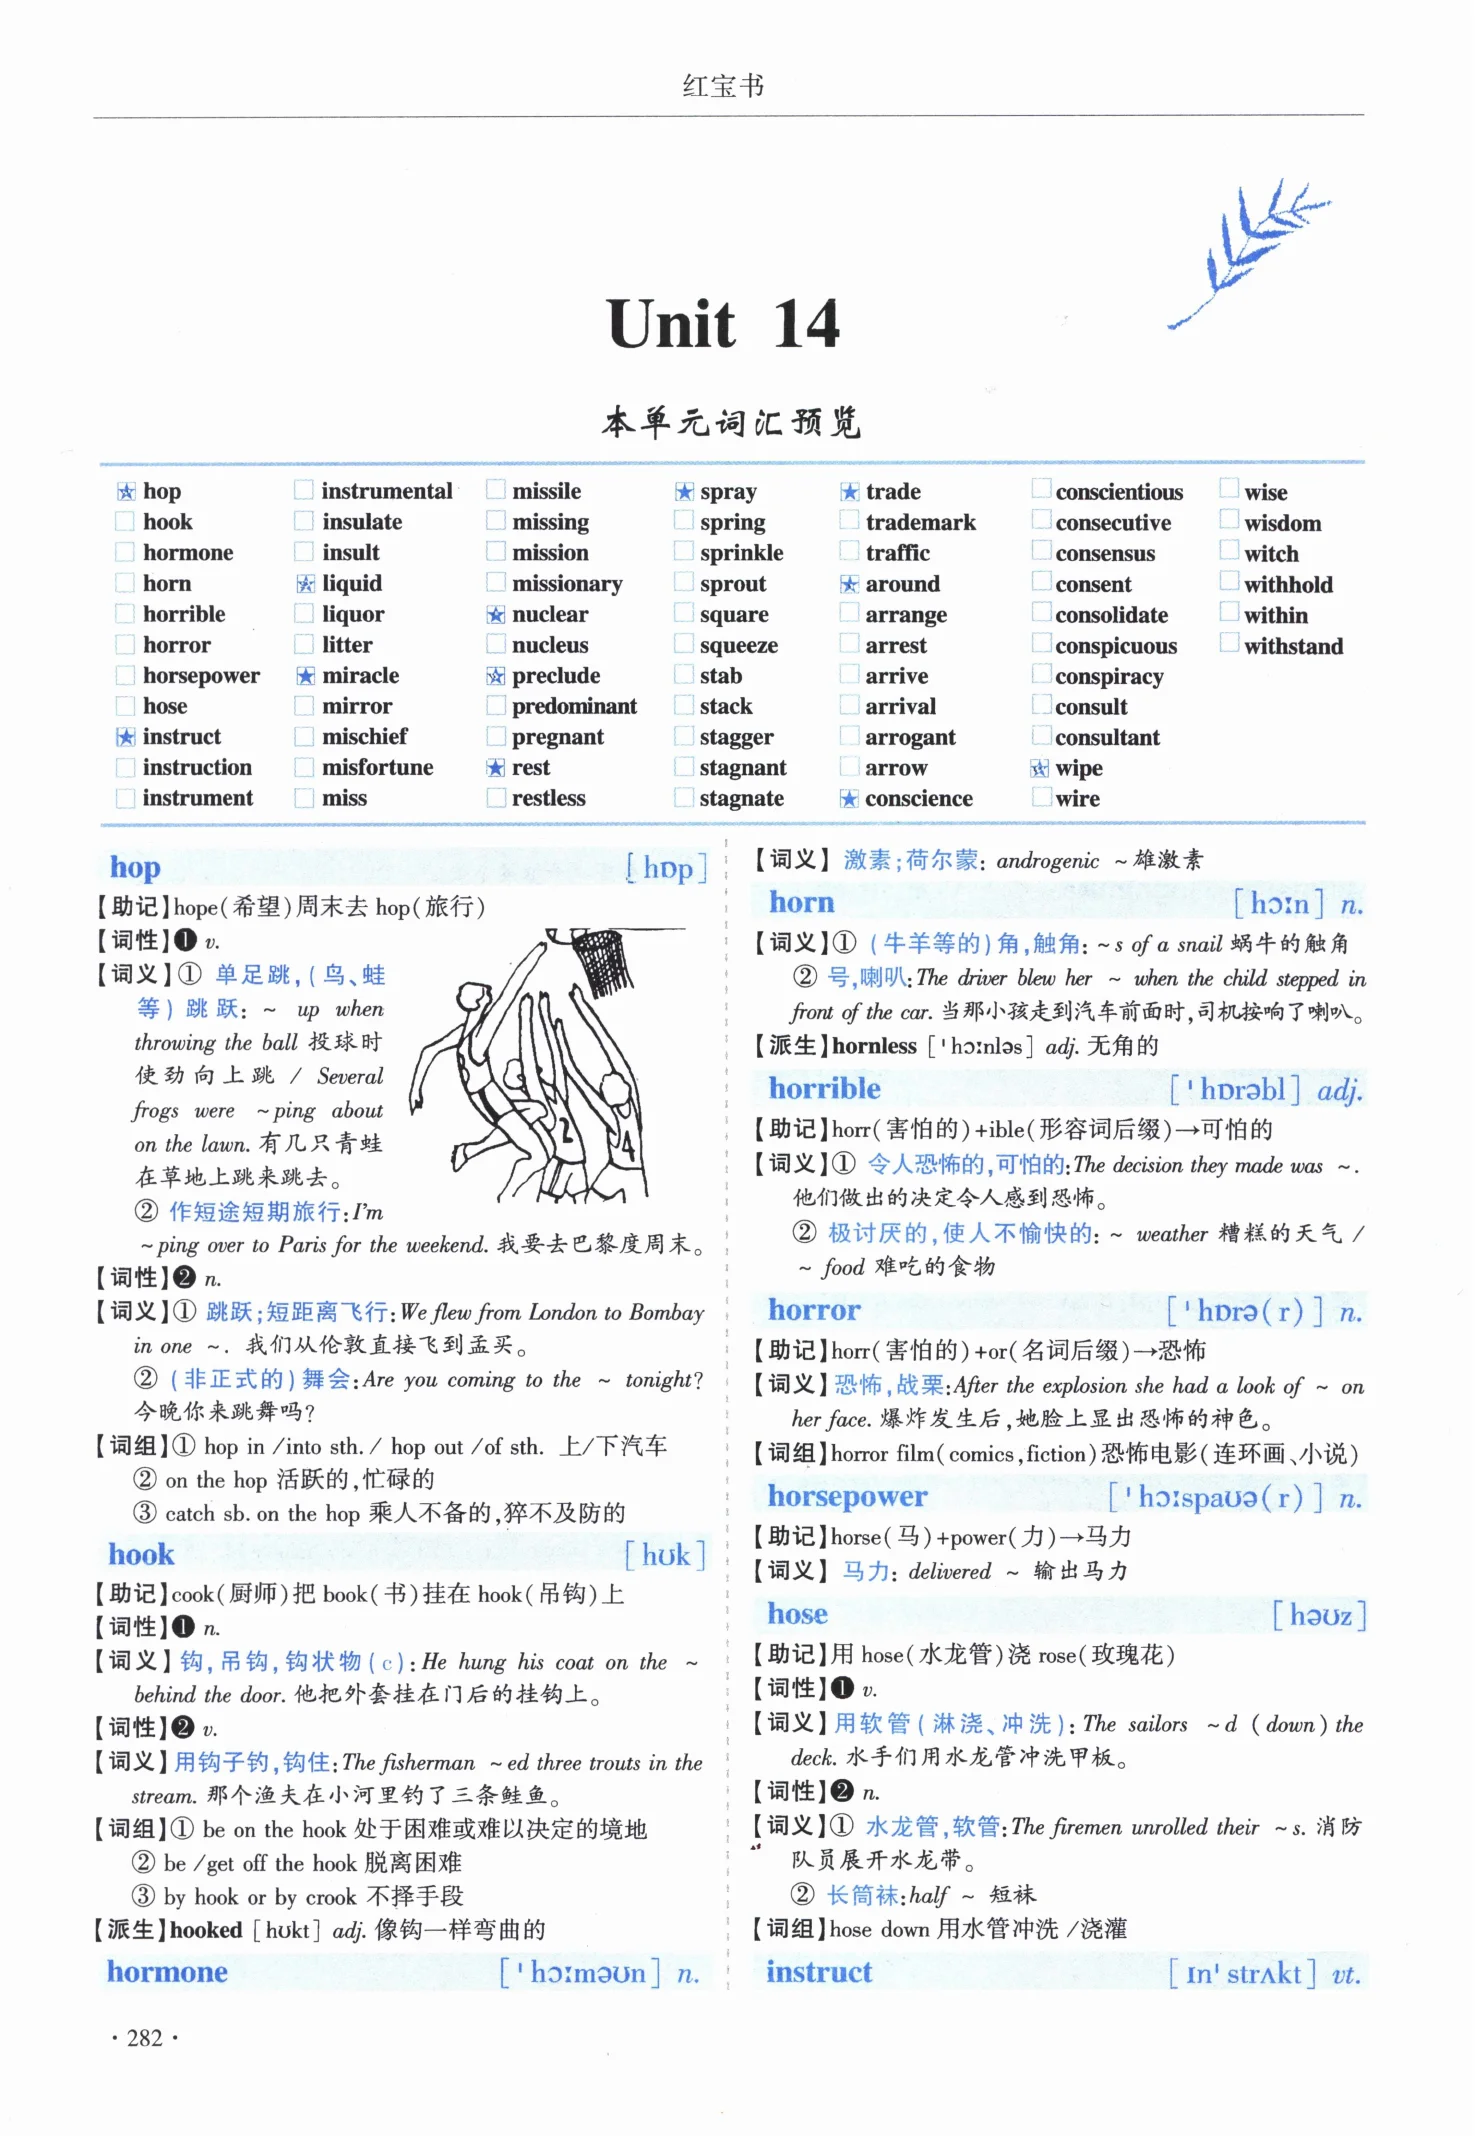 红宝书
Unit 14
本单元词汇预览
hop instrumental missile spray trade conscientious wise
hook insulate missing spring trademark consecutive wisdom
hormone insult mission sprinkle traffic consensus witch
horn liquid missionary sprout around consent withhold
horrible liquor nuclear square arrange consolidate within
horror litter nucleus squeeze arrest conspicuous withstand
horsepower miracle preclude stab arrive conspiracy
hose mirror predominant stack arrival consult
instruct mischief pregnant stagger arrogant consultant
instruction misfortune rest stagnant arrow wipe
instrument miss restless stagnate conscience wire
hop [hɒp]
【助记】hope(希望)周末去 hop(旅行)
【词性】❶ v.
【词义】① 单足跳,(鸟、蛙
等)跳跃: ~ up when
throwing the ball 投球时
使劲向上跳 / Several
frogs were ~ping about
on the lawn. 有几只青蛙
在草地上跳来跳去。
② 作短途短期旅行:I'm
~ping over to Paris for the weekend. 我要去巴黎度周末。
【词性】❷ n.
【词义】① 跳跃;短距离飞行:We flew from London to Bombay
in one ~. 我们从伦敦直接飞到孟买。
② (非正式的)舞会:Are you coming to the ~ tonight?
今晚你来跳舞吗?
【词组】① hop in /into sth. / hop out /of sth. 上/下汽车
② on the hop 活跃的,忙碌的
③ catch sb. on the hop 乘人不备的,猝不及防的
hook [hʊk]
【助记】cook(厨师)把 book(书)挂在 hook(吊钩)上
【词性】❶ n.
【词义】钩,吊钩,钩状物(c):He hung his coat on the ~
behind the door. 他把外套挂在门后的挂钩上。
【词性】❷ v.
【词义】用钩子钓,钩住:The fisherman ~ed three trouts in the
stream. 那个渔夫在小河里钓了三条鲑鱼。
【词组】① be on the hook 处于困难或难以决定的境地
② be /get off the hook 脱离困难
③ by hook or by crook 不择手段
【派生】hooked [hʊkt] adj. 像钩一样弯曲的
hormone [ˈhɔːməʊn] n.
【词义】 激素;荷尔蒙: androgenic ~雄激素
horn [hɔːn] n.
【词义】① (牛羊等的)角,触角: ~s of a snail 蜗牛的触角
② 号,喇叭:The driver blew her ~ when the child stepped in
front of the car. 当那小孩走到汽车前面时,司机按响了喇叭。
【派生】hornless [ˈhɔːnləs] adj. 无角的
horrible [ˈhɒrəbl] adj.
【助记】horr(害怕的)+ible(形容词后缀)→可怕的
【词义】① 令人恐怖的,可怕的:The decision they made was ~.
他们做出的决定令人感到恐怖。
② 极讨厌的,使人不愉快的: ~ weather 糟糕的天气 /
~ food 难吃的食物
horror [ˈhɒrə(r)] n.
【助记】horr(害怕的)+or(名词后缀)→恐怖
【词义】恐怖,战栗:After the explosion she had a look of ~ on
her face. 爆炸发生后,她脸上显出恐怖的神色。
【词组】horror film(comics,fiction)恐怖电影(连环画、小说)
horsepower [ˈhɔːspaʊə(r)] n.
【助记】horse(马)+power(力)→马力
【词义】 马力: delivered ~ 输出马力
hose [həʊz]
【助记】用 hose(水龙管)浇 rose(玫瑰花)
【词性】❶ v.
【词义】用软管(淋浇、冲洗): The sailors ~d (down) the
deck. 水手们用水龙管冲洗甲板。
【词性】❷ n.
【词义】① 水龙管,软管:The firemen unrolled their ~s. 消防
队员展开水龙带。
② 长筒袜:half ~ 短袜
【词组】hose down 用水管冲洗 /浇灌
instruct [ɪnˈstrʌkt] vt.
·282·